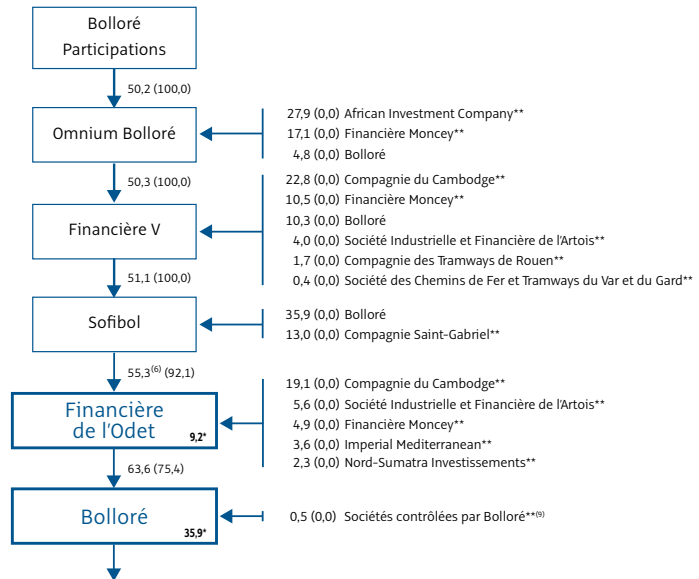 Bolloré
Participations
50,2 (100,0)
Omnium Bolloré
27,9 (0,0) African Investment Company**
17,1 (0,0) Financière Moncey**
4,8 (0,0) Bolloré
50,3 (100,0)
Financière V
22,8 (0,0) Compagnie du Cambodge**
10,5 (0,0) Financière Moncey**
10,3 (0,0) Bolloré
4,0 (0,0) Société Industrielle et Financière de l'Artois**
1,7 (0,0) Compagnie des Tramways de Rouen**
0,4 (0,0) Société des Chemins de Fer et Tramways du Var et du Gard**
51,1 (100,0)
Sofibol
35,9 (0,0) Bolloré
13,0 (0,0) Compagnie Saint-Gabriel**
55,3(6) (92,1)
Financière
de l'Odet
9,2*
19,1 (0,0) Compagnie du Cambodge**
5,6 (0,0) Société Industrielle et Financière de l'Artois**
4,9 (0,0) Financière Moncey**
3,6 (0,0) Imperial Mediterranean**
2,3 (0,0) Nord-Sumatra Investissements**
63,6 (75,4)
Bolloré
35,9*
0,5 (0,0) Sociétés contrôlées par Bolloré**(9)